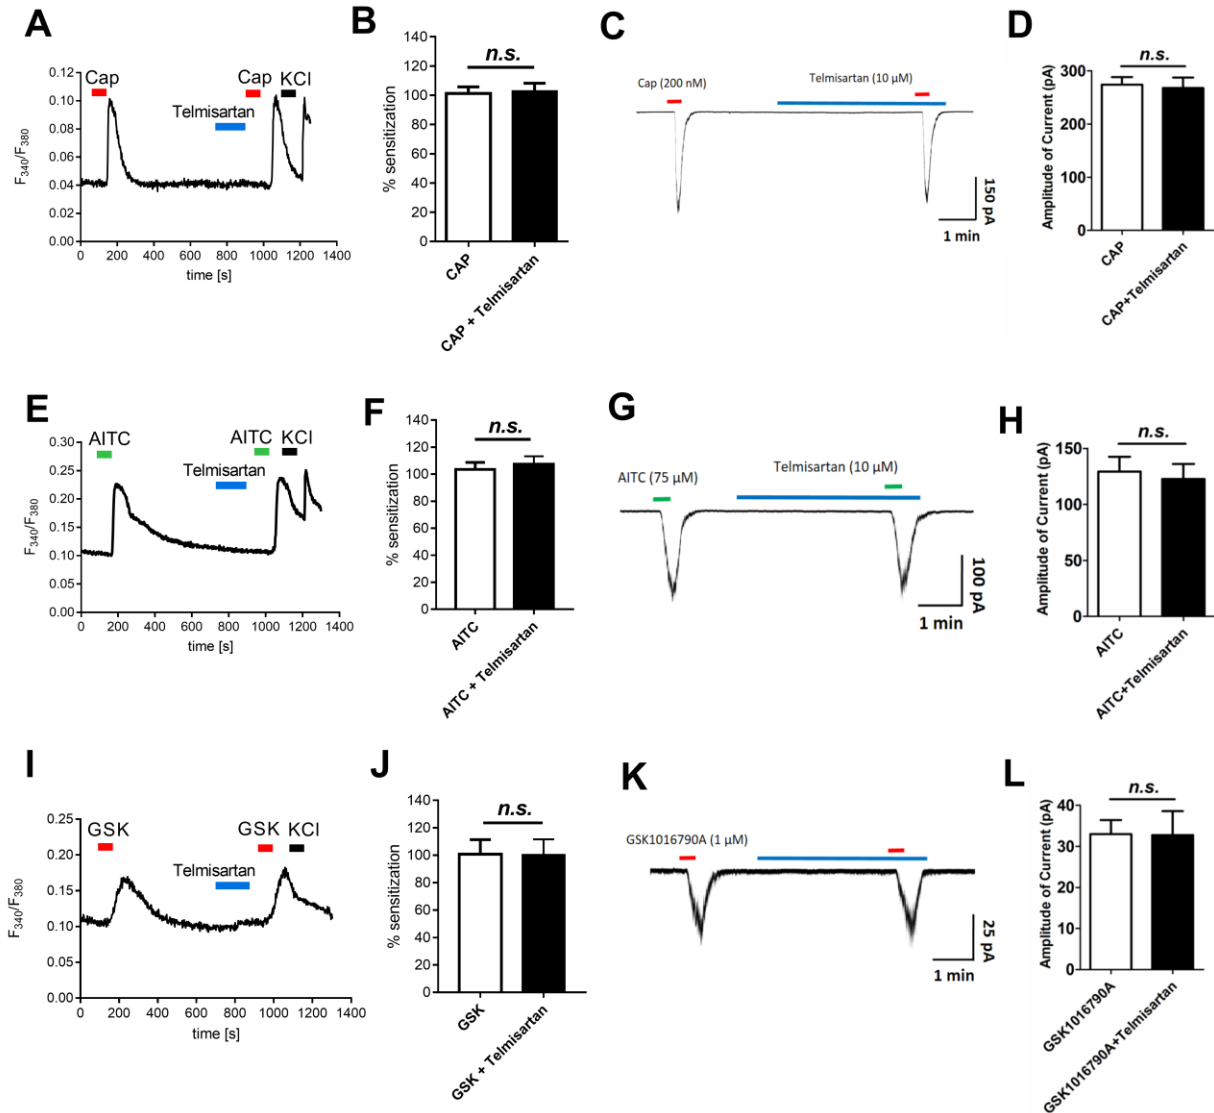 A
Cap
Cap
KCl
Telmisartan
0.12
0.10
0.08
0.06
0.04
0.02
0.00
F340/F380
0 200 400 600 800 1000 1200 1400
time [s]
B
n.s.
140
120
100
80
60
40
20
0
% sensitization
CAP
CAP + Telmisartan
C
Cap (200 nM)
Telmisartan (10 µM)
150 pA
1 min
D
n.s.
300
200
100
0
Amplitude of Current (pA)
CAP
CAP+Telmisartan
E
AITC
AITC
KCl
Telmisartan
0.30
0.25
0.20
0.15
0.10
0.05
0.00
F340/F380
0 200 400 600 800 1000 1200 1400
time [s]
F
n.s.
140
120
100
80
60
40
20
0
% sensitization
AITC
AITC + Telmisartan
G
AITC (75 µM)
Telmisartan (10 µM)
100 pA
1 min
H
n.s.
150
100
50
0
Amplitude of Current (pA)
AITC
AITC+Telmisartan
I
GSK
GSK
KCl
Telmisartan
0.25
0.20
0.15
0.10
0.05
0.00
F340/F380
0 200 400 600 800 1000 1200 1400
time [s]
J
n.s.
140
120
100
80
60
40
20
0
% sensitization
GSK
GSK + Telmisartan
K
GSK1016790A (1 µM)
25 pA
1 min
L
n.s.
40
30
20
10
0
Amplitude of Current (pA)
GSK1016790A
GSK1016790A+Telmisartan